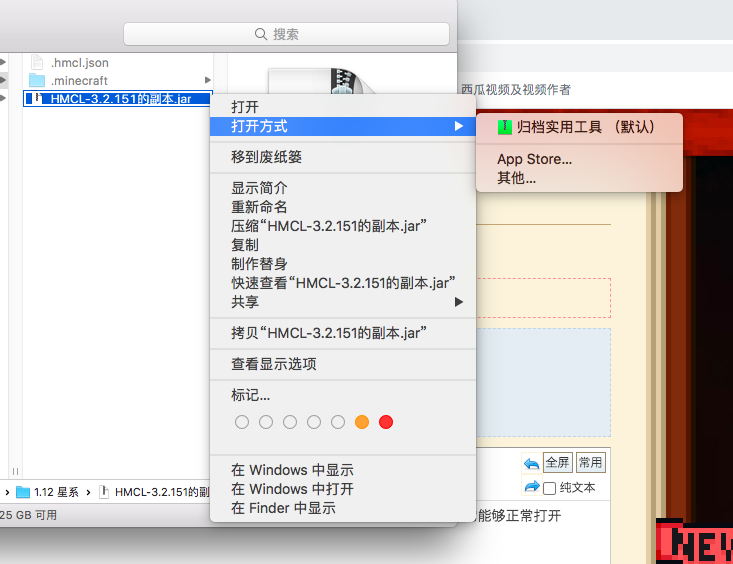 搜索
.hmcl.json
.minecraft
HMCL-3.2.151的副本.jar
西瓜视频及视频作者
打开
打开方式
归档实用工具 （默认）
App Store...
其他...
移到废纸篓
显示简介
重新命名
压缩“HMCL-3.2.151的副本.jar”
复制
制作替身
快速查看“HMCL-3.2.151的副本.jar”
共享
拷贝“HMCL-3.2.151的副本.jar”
查看显示选项
标记...
在 Windows 中显示
在 Windows 中打开
在 Finder 中显示
全屏 常用
纯文本
1.12 星系 › HMCL-3.2.151的副
25 GB 可用
能够正常打开
NEW